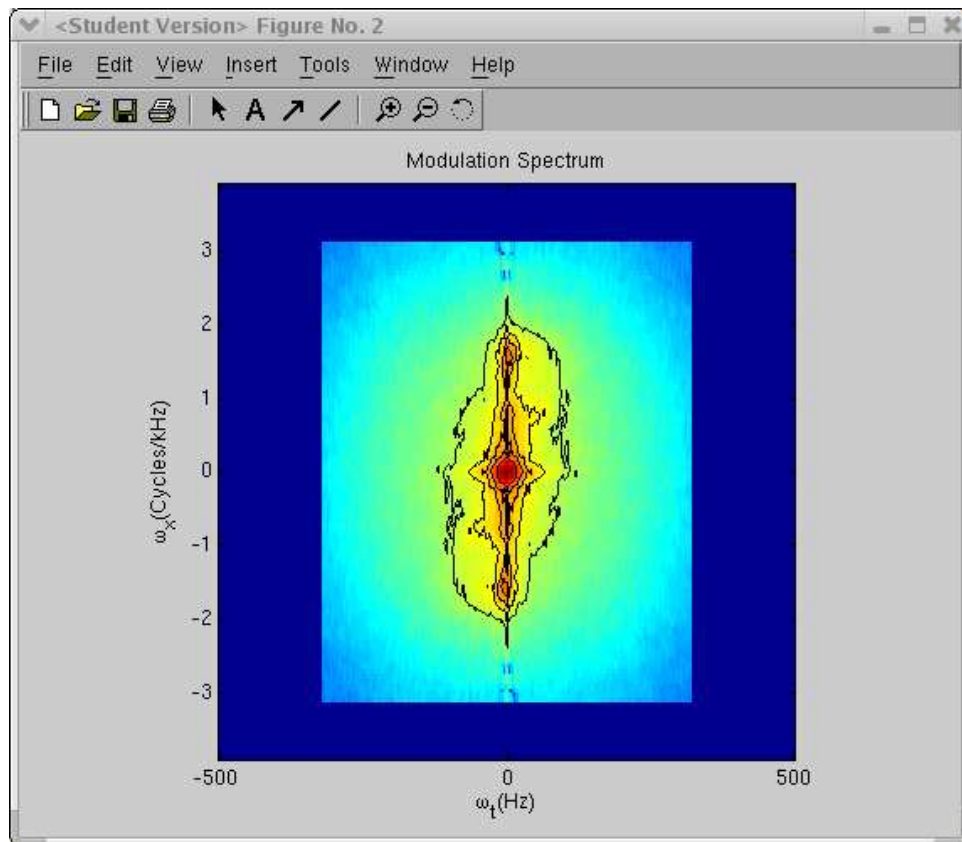 <Student Version> Figure No. 2
File Edit View Insert Tools Window Help
A
Modulation Spectrum
3
2
1
0
-1
-2
-3
ωx(Cycles/kHz)
-500 0 500
ωt(Hz)